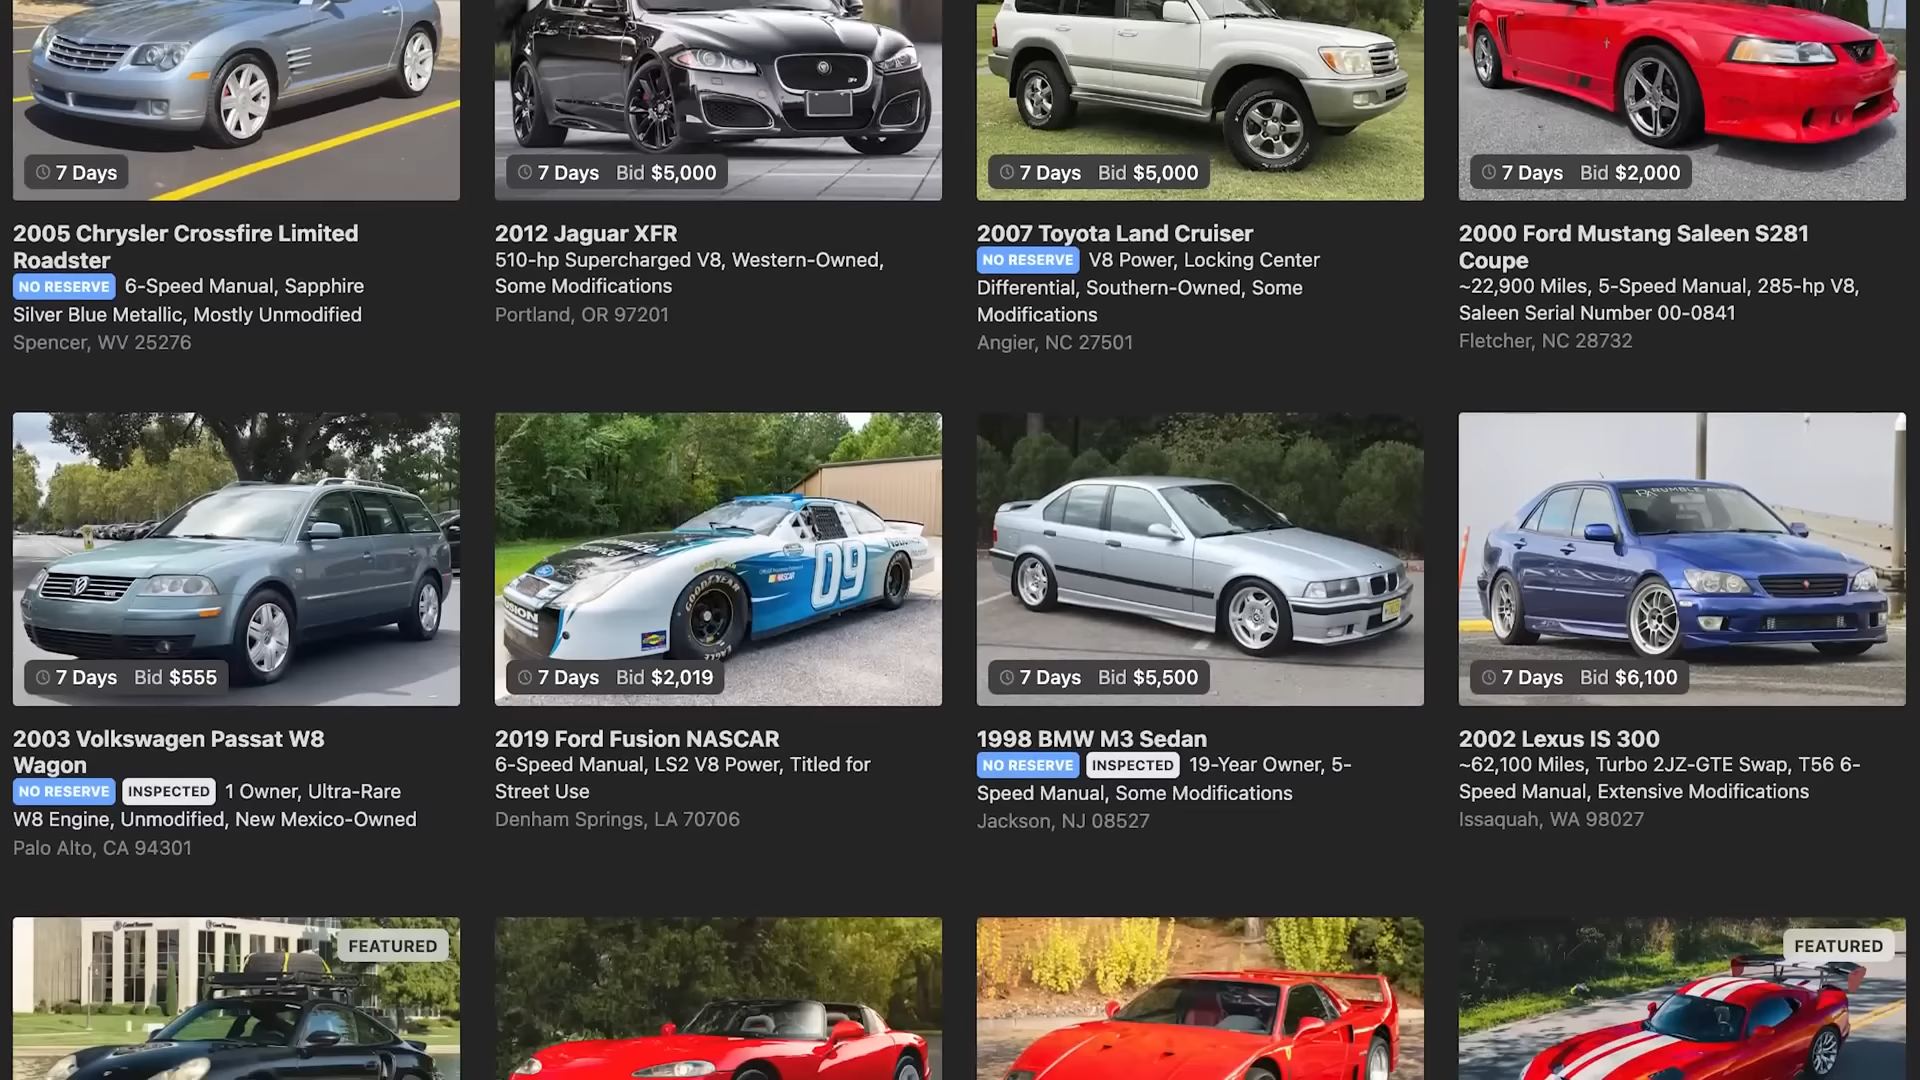 7 Days
7 Days Bid $5,000
7 Days Bid $5,000
7 Days Bid $2,000
2005 Chrysler Crossfire Limited
Roadster
NO RESERVE 6-Speed Manual, Sapphire
Silver Blue Metallic, Mostly Unmodified
Spencer, WV 25276
2012 Jaguar XFR
510-hp Supercharged V8, Western-Owned,
Some Modifications
Portland, OR 97201
2007 Toyota Land Cruiser
NO RESERVE V8 Power, Locking Center
Differential, Southern-Owned, Some
Modifications
Angier, NC 27501
2000 Ford Mustang Saleen S281
Coupe
~22,900 Miles, 5-Speed Manual, 285-hp V8,
Saleen Serial Number 00-0841
Fletcher, NC 28732
09
GOODYEAR
EAGLE
NASCAR
7 Days Bid $555
7 Days Bid $2,019
7 Days Bid $5,500
7 Days Bid $6,100
2003 Volkswagen Passat W8
Wagon
NO RESERVE INSPECTED 1 Owner, Ultra-Rare
W8 Engine, Unmodified, New Mexico-Owned
Palo Alto, CA 94301
2019 Ford Fusion NASCAR
6-Speed Manual, LS2 V8 Power, Titled for
Street Use
Denham Springs, LA 70706
1998 BMW M3 Sedan
NO RESERVE INSPECTED 19-Year Owner, 5-
Speed Manual, Some Modifications
Jackson, NJ 08527
2002 Lexus IS 300
~62,100 Miles, Turbo 2JZ-GTE Swap, T56 6-
Speed Manual, Extensive Modifications
Issaquah, WA 98027
FEATURED
FEATURED